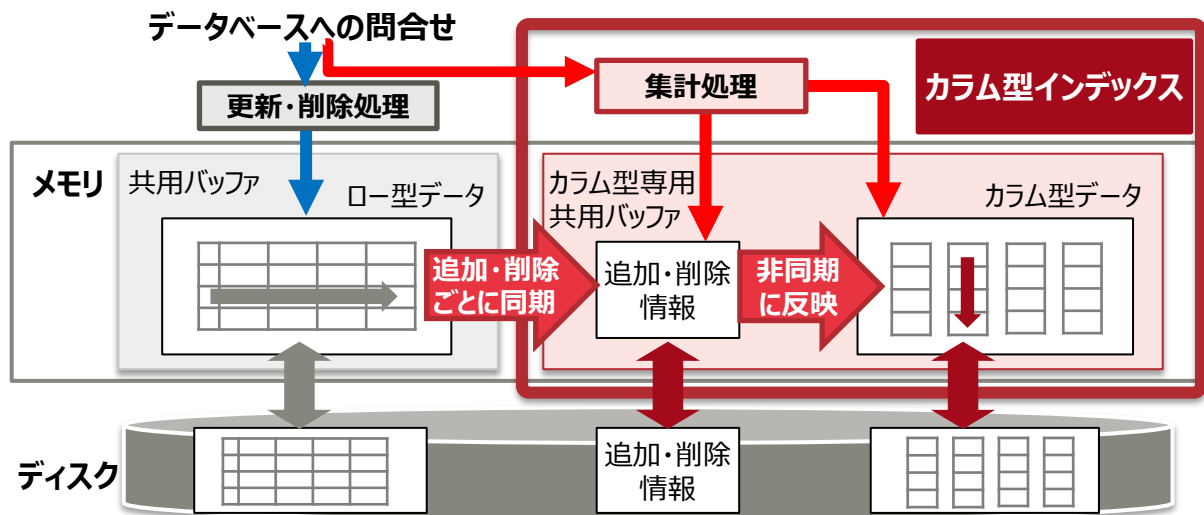 データベースへの問合せ
更新・削除処理
集計処理
カラム型インデックス
メモリ
共用バッファ
ロー型データ
カラム型専用
共用バッファ
カラム型データ
追加・削除
ごとに同期
追加・削除
情報
非同期
に反映
ディスク
追加・削除
情報